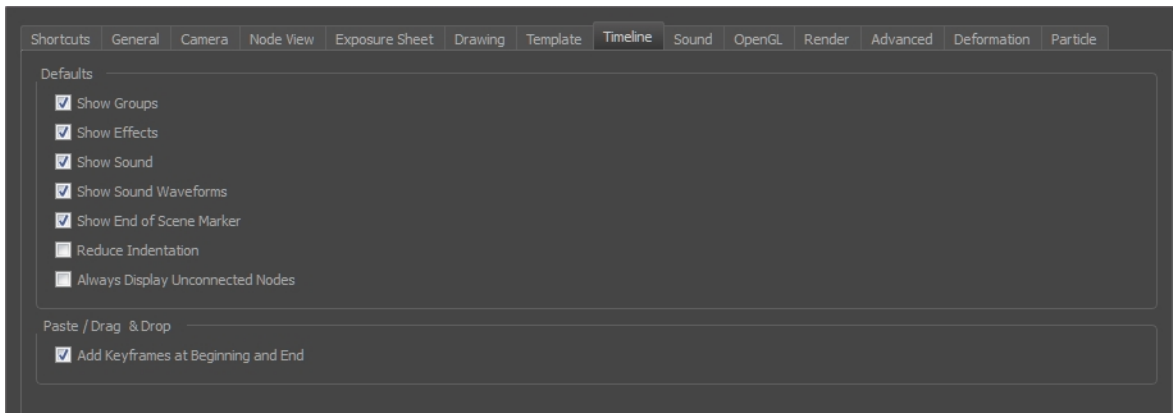 Shortcuts General Camera Node View Exposure Sheet Drawing Template Timeline Sound OpenGL Render Advanced Deformation Particle
Defaults
Show Groups
Show Effects
Show Sound
Show Sound Waveforms
Show End of Scene Marker
Reduce Indentation
Always Display Unconnected Nodes
Paste / Drag & Drop
Add Keyframes at Beginning and End